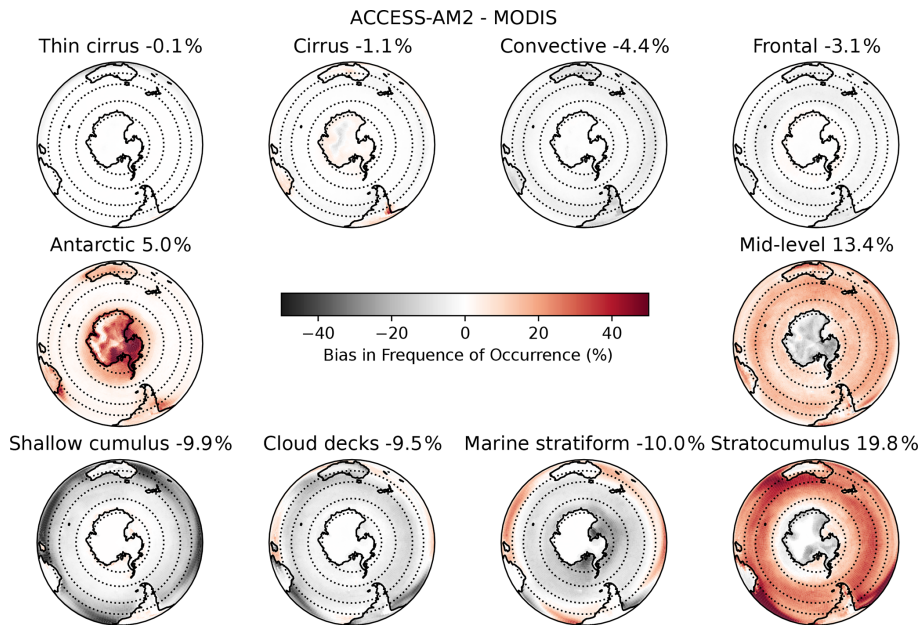 ACCESS-AM2 - MODIS
Thin cirrus -0.1%
Cirrus -1.1%
Convective -4.4%
Frontal -3.1%
Antarctic 5.0%
Mid-level 13.4%
−40 −20 0 20 40
Bias in Frequence of Occurrence (%)
Shallow cumulus -9.9%
Cloud decks -9.5%
Marine stratiform -10.0%
Stratocumulus 19.8%